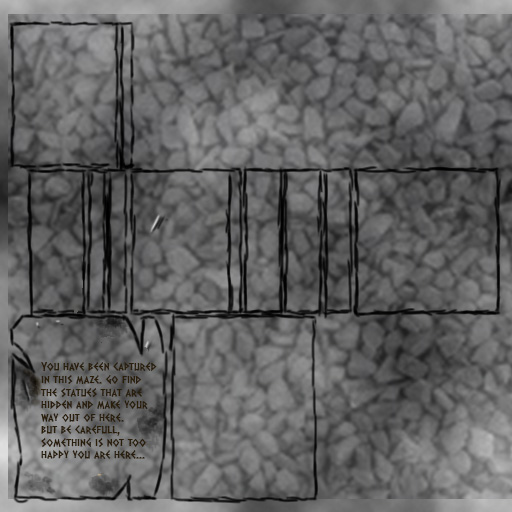 You have been captured
in this maze. Go find
the statues that are
hidden and make your
way out of here.
But be carefull,
something is not too
happy you are here...